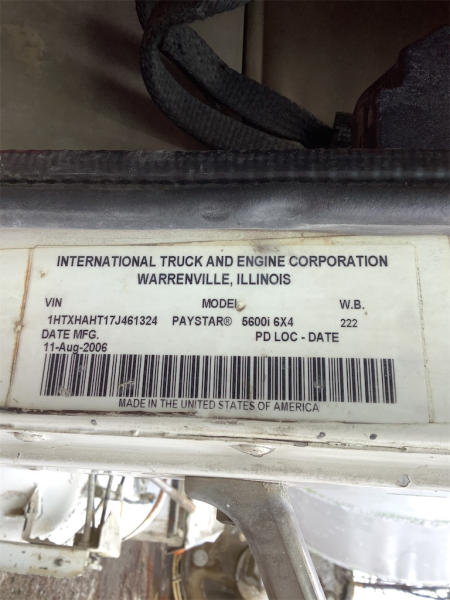 INTERNATIONAL TRUCK AND ENGINE CORPORATION
WARRENVILLE, ILLINOIS
VIN MODEL W.B.
1HTXHAHT17J461324 PAYSTAR® 5600i 6X4 222
DATE MFG. PD LOC - DATE
11-Aug-2006
MADE IN THE UNITED STATES OF AMERICA